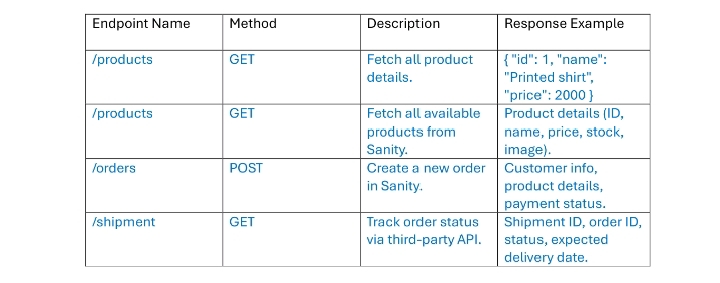 Endpoint Name Method Description Response Example
/products GET Fetch all product details. { "id": 1, "name": "Printed shirt", "price": 2000 }
/products GET Fetch all available products from Sanity. Product details (ID, name, price, stock, image).
/orders POST Create a new order in Sanity. Customer info, product details, payment status.
/shipment GET Track order status via third-party API. Shipment ID, order ID, status, expected delivery date.